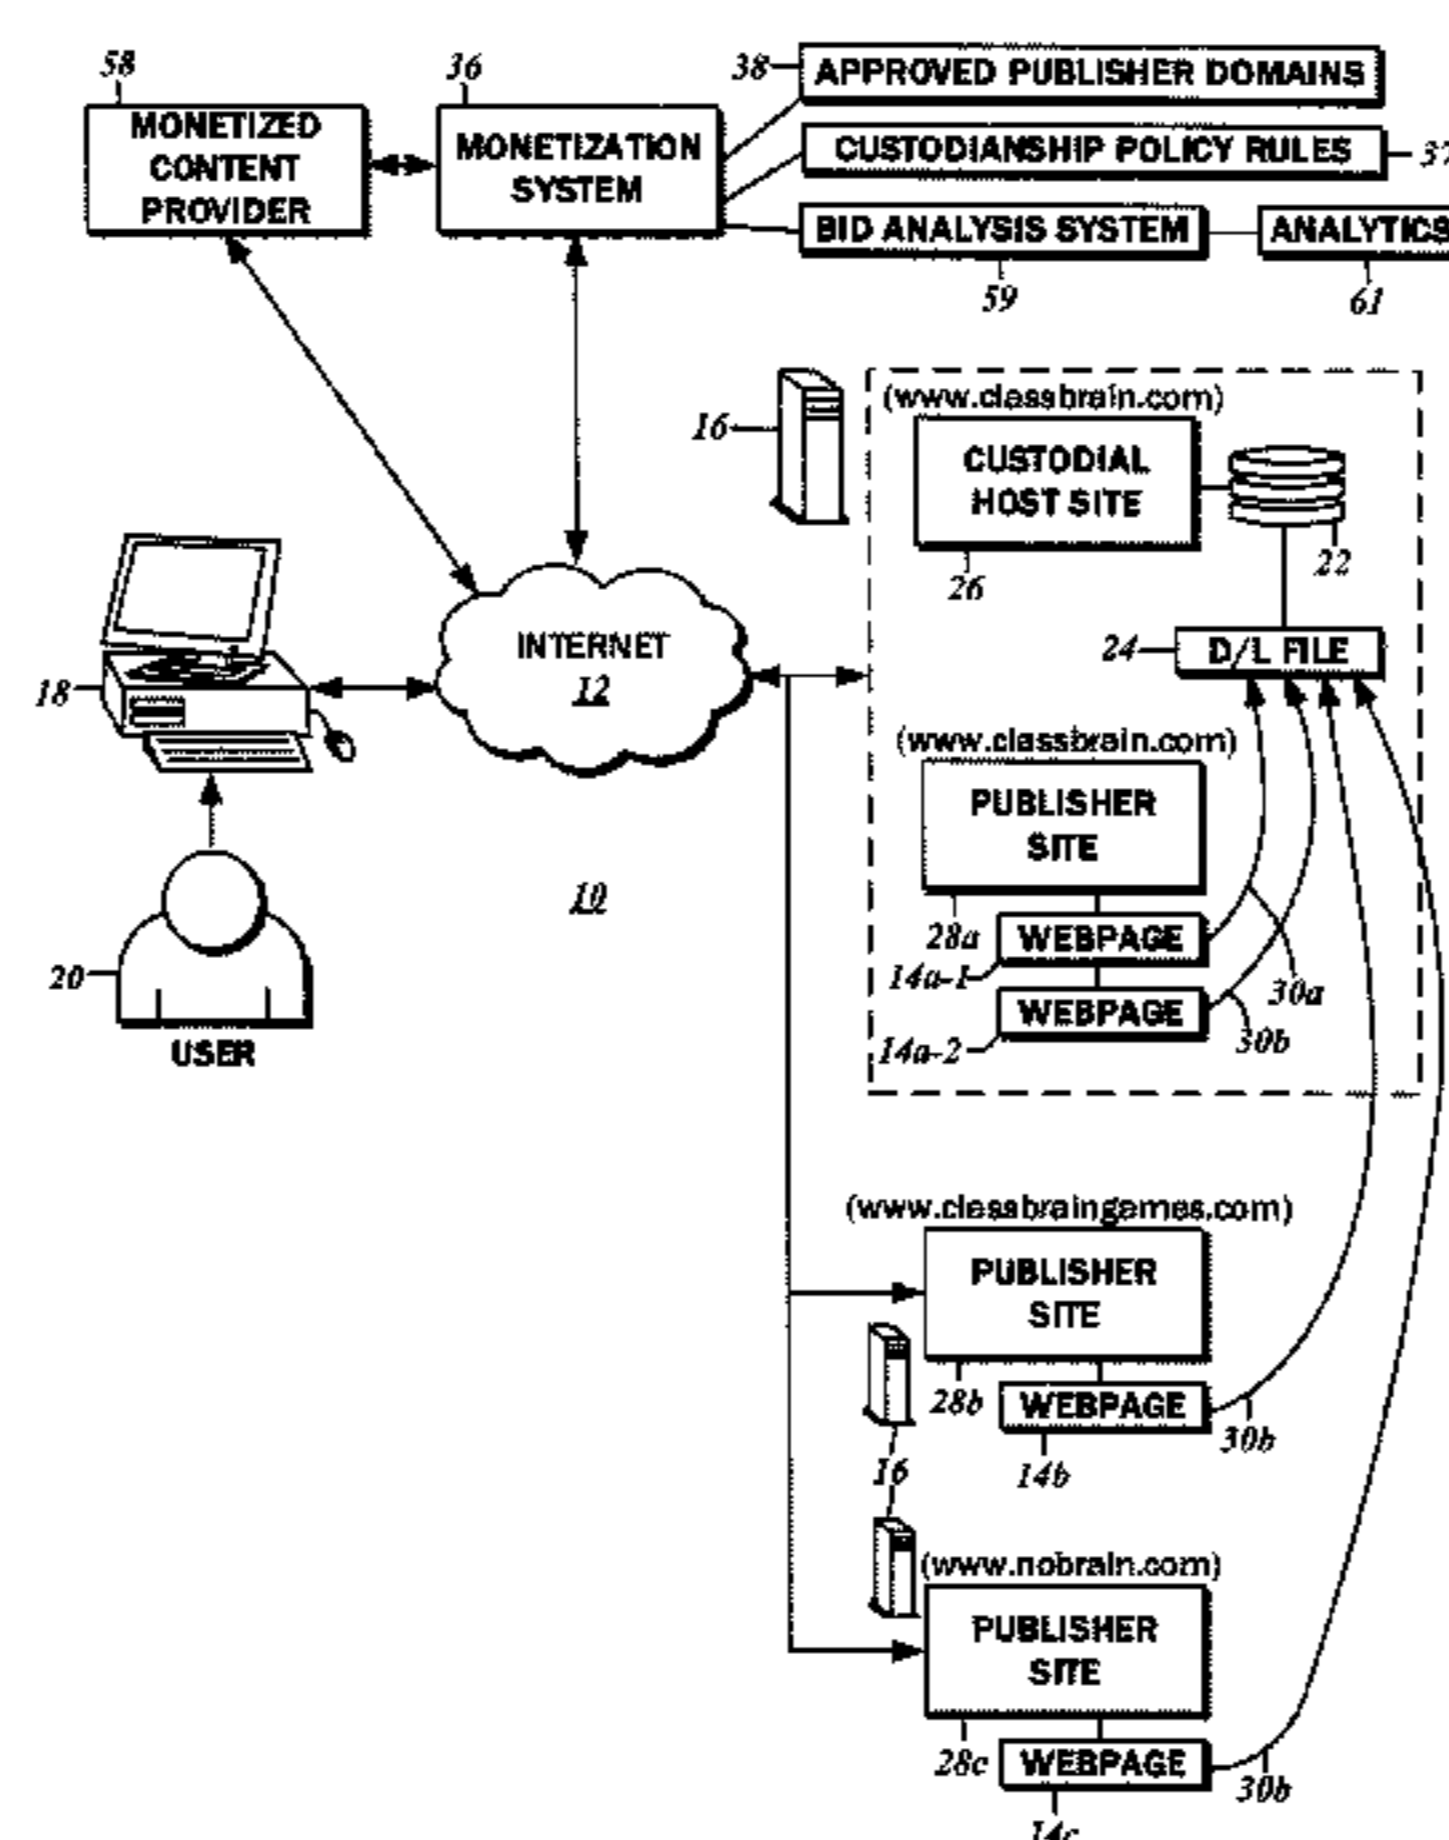 58
36
38
APPROVED PUBLISHER DOMAINS
MONETIZED
CONTENT
PROVIDER
MONETIZATION
SYSTEM
CUSTODIANSHIP POLICY RULES
37
BID ANALYSIS SYSTEM
ANALYTICS
59
61
(www.classbrain.com)
16
CUSTODIAL
HOST SITE
26
22
INTERNET
12
24
D/L FILE
18
(www.classbrain.com)
PUBLISHER
SITE
10
28a
WEBPAGE
14a-1
30a
20
WEBPAGE
14a-2
30b
USER
(www.classbraingames.com)
PUBLISHER
SITE
28b
WEBPAGE
30b
16
14b
(www.nobrain.com)
PUBLISHER
SITE
28c
WEBPAGE
30b
14c